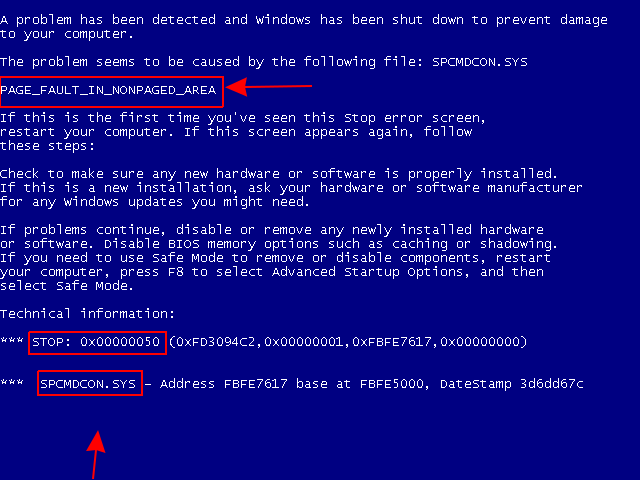 A problem has been detected and Windows has been shut down to prevent damage
to your computer.
The problem seems to be caused by the following file: SPCMDCON.SYS
PAGE_FAULT_IN_NONPAGED_AREA
If this is the first time you've seen this Stop error screen,
restart your computer. If this screen appears again, follow
these steps:
Check to make sure any new hardware or software is properly installed.
If this is a new installation, ask your hardware or software manufacturer
for any Windows updates you might need.
If problems continue, disable or remove any newly installed hardware
or software. Disable BIOS memory options such as caching or shadowing.
If you need to use Safe Mode to remove or disable components, restart
your computer, press F8 to select Advanced Startup Options, and then
select Safe Mode.
Technical information:
*** STOP: 0x00000050 (0xFD3094C2,0x00000001,0xFBFE7617,0x00000000)
*** SPCMDCON.SYS - Address FBFE7617 base at FBFE5000, DateStamp 3d6dd67c